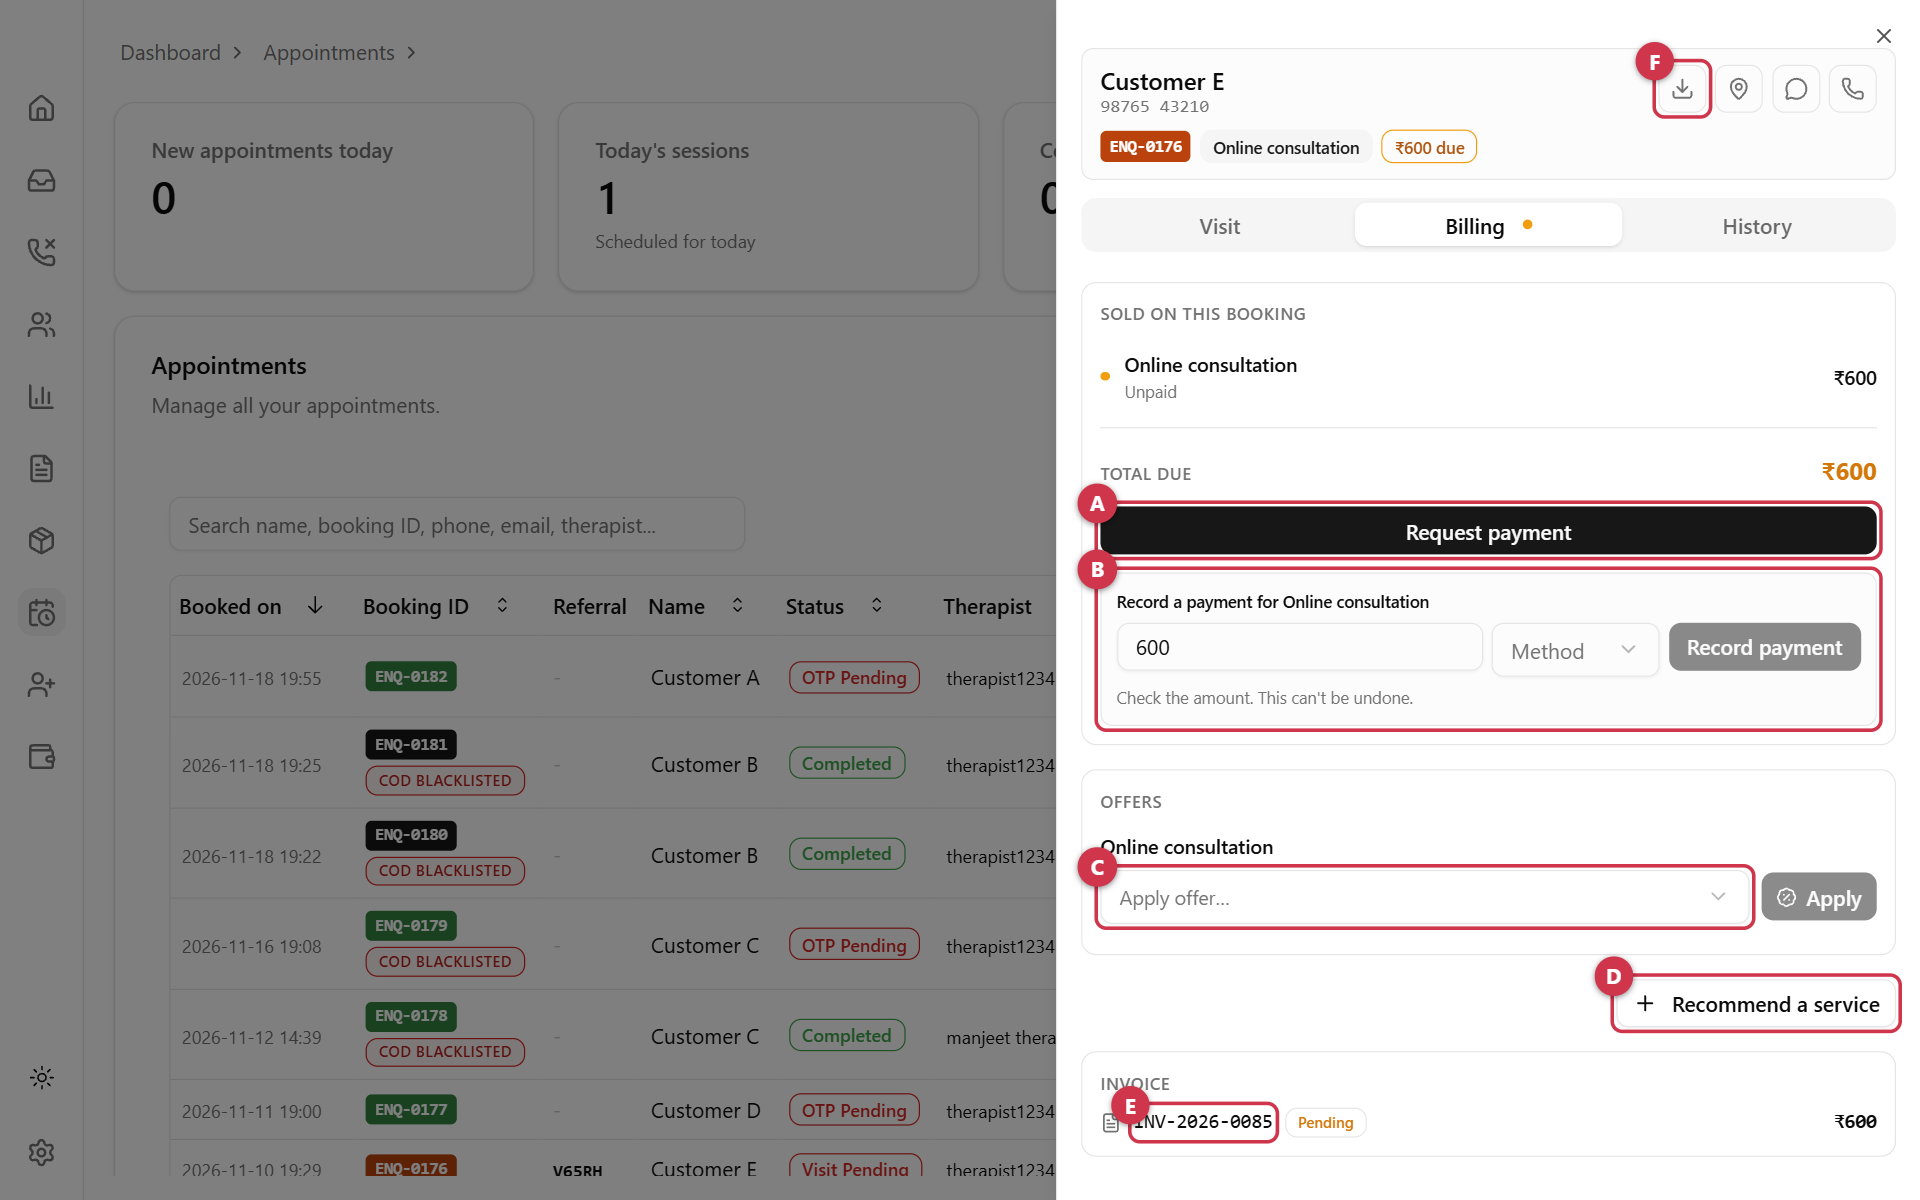 Dashboard > Appointments >
New appointments today
0
Today's sessions
1
Scheduled for today
0
Appointments
Manage all your appointments.
Search name, booking ID, phone, email, therapist...
Booked on Booking ID Referral Name Status Therapist
2026-11-18 19:55 ENQ-0182 - Customer A OTP Pending therapist1234
2026-11-18 19:25 ENQ-0181 COD BLACKLISTED - Customer B Completed therapist1234
2026-11-18 19:22 ENQ-0180 COD BLACKLISTED - Customer B Completed therapist1234
2026-11-16 19:08 ENQ-0179 COD BLACKLISTED - Customer C OTP Pending therapist1234
2026-11-12 14:39 ENQ-0178 COD BLACKLISTED - Customer C Completed manjeet thera
2026-11-11 19:00 ENQ-0177 - Customer D OTP Pending therapist1234
2026-11-10 19:29 ENQ-0176 V65RH Customer E Visit Pending therapist1234
F
Customer E
98765 43210
ENQ-0176 Online consultation ₹600 due
Visit Billing History
SOLD ON THIS BOOKING
Online consultation
Unpaid
₹600
TOTAL DUE ₹600
A
Request payment
B
Record a payment for Online consultation
600 Method Record payment
Check the amount. This can't be undone.
OFFERS
Online consultation
C
Apply offer... Apply
D
+ Recommend a service
INVOICE
E
INV-2026-0085 Pending ₹600